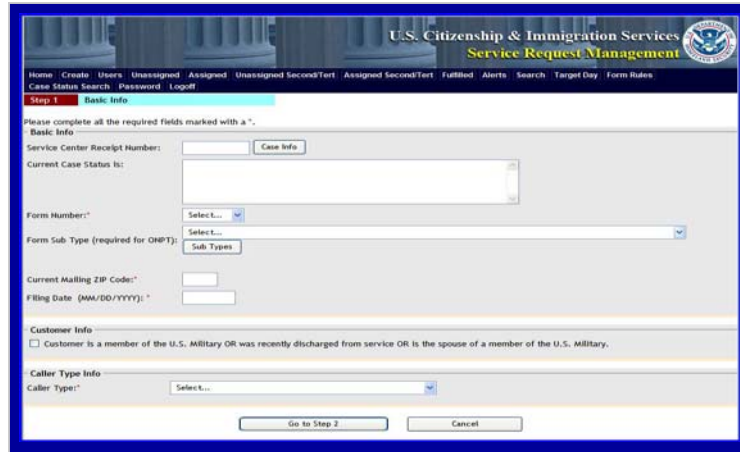 U.S. Citizenship & Immigration Services
Service Request Management
Home Create Users Unassigned Assigned Unassigned Second/Tert Assigned Second/Tert Fulfilled Alerts Search Target Day Form Rules
Case Status Search Password Logoff
Step 1 Basic Info
Please complete all the required fields marked with a *.
Basic Info
Service Center Receipt Number: Case Info
Current Case Status is:
Form Number:* Select...
Select...
Form Sub Type (required for ONPT):
Sub Types
Current Mailing ZIP Code:*
Filing Date (MM/DD/YYYY): *
Customer Info
Customer is a member of the U.S. Military OR was recently discharged from service OR is the spouse of a member of the U.S. Military.
Caller Type Info
Caller Type:* Select...
Go to Step 2 Cancel